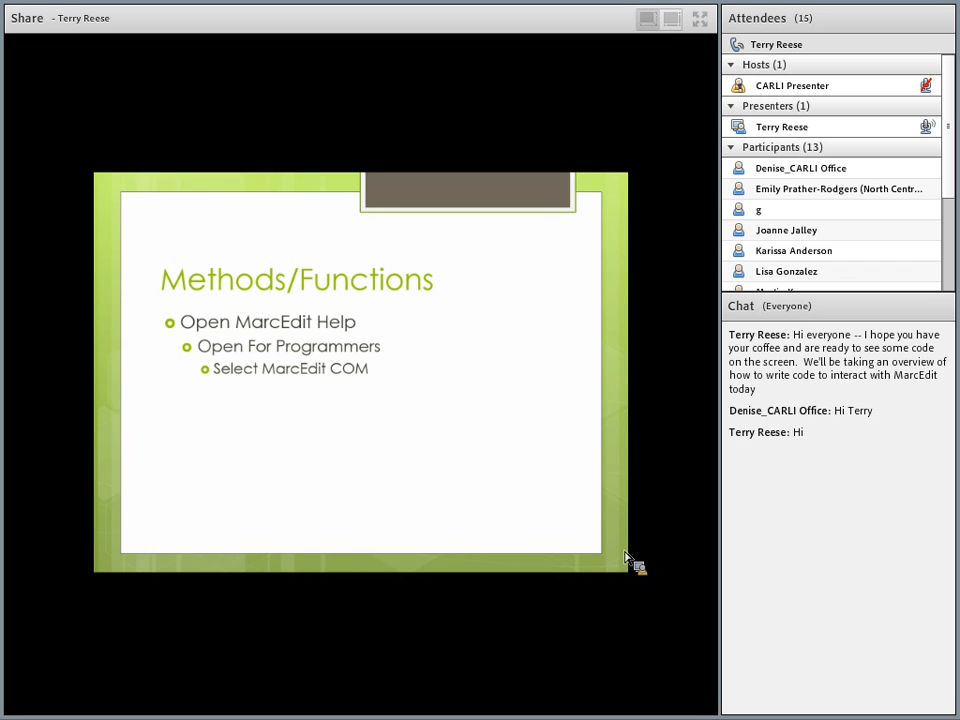 Share - Terry Reese
Methods/Functions
Open MarcEdit Help
Open For Programmers
Select MarcEdit COM
Attendees (15)
Terry Reese
Hosts (1)
CARLI Presenter
Presenters (1)
Terry Reese
Participants (13)
Denise_CARLI Office
Emily Prather-Rodgers (North Centr...
g
Joanne Jalley
Karissa Anderson
Lisa Gonzalez
Chat (Everyone)
Terry Reese: Hi everyone -- I hope you have
your coffee and are ready to see some code
on the screen. We'll be taking an overview of
how to write code to interact with MarcEdit
today
Denise_CARLI Office: Hi Terry
Terry Reese: Hi